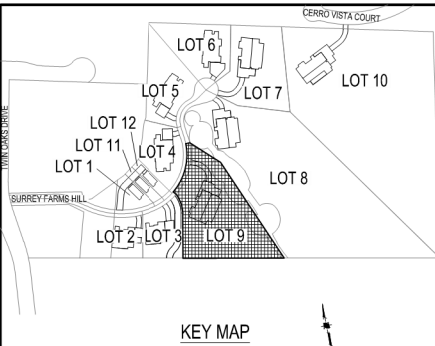 CERRO VISTA COURT
LOT 6
LOT 10
LOT 5
LOT 7
TWIN OAKS DRIVE
LOT 12
LOT 11
LOT 4
LOT 1
LOT 8
SURREY FARMS HILL
LOT 2
LOT 3
LOT 9
KEY MAP